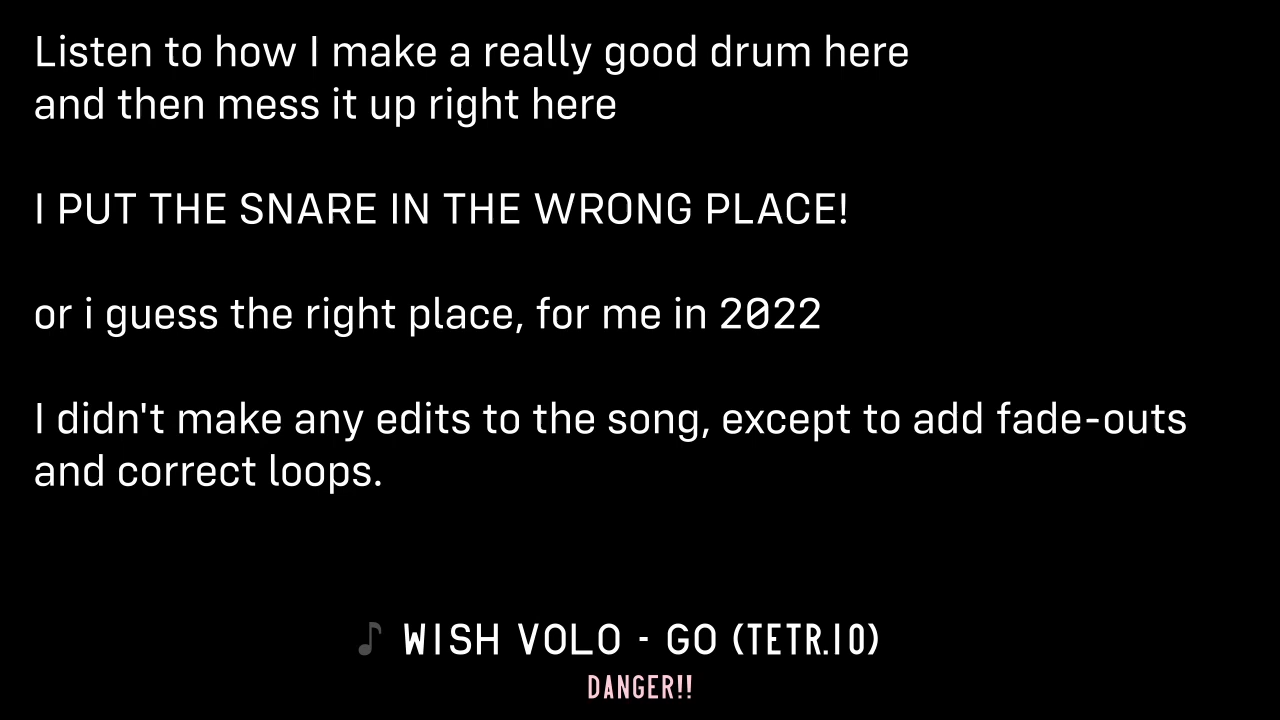 Listen to how I make a really good drum here
and then mess it up right here
I PUT THE SNARE IN THE WRONG PLACE!
or i guess the right place, for me in 2022
I didn't make any edits to the song, except to add fade-outs
and correct loops.
♪ WISH VOLO - GO (TETR.IO)
DANGER!!